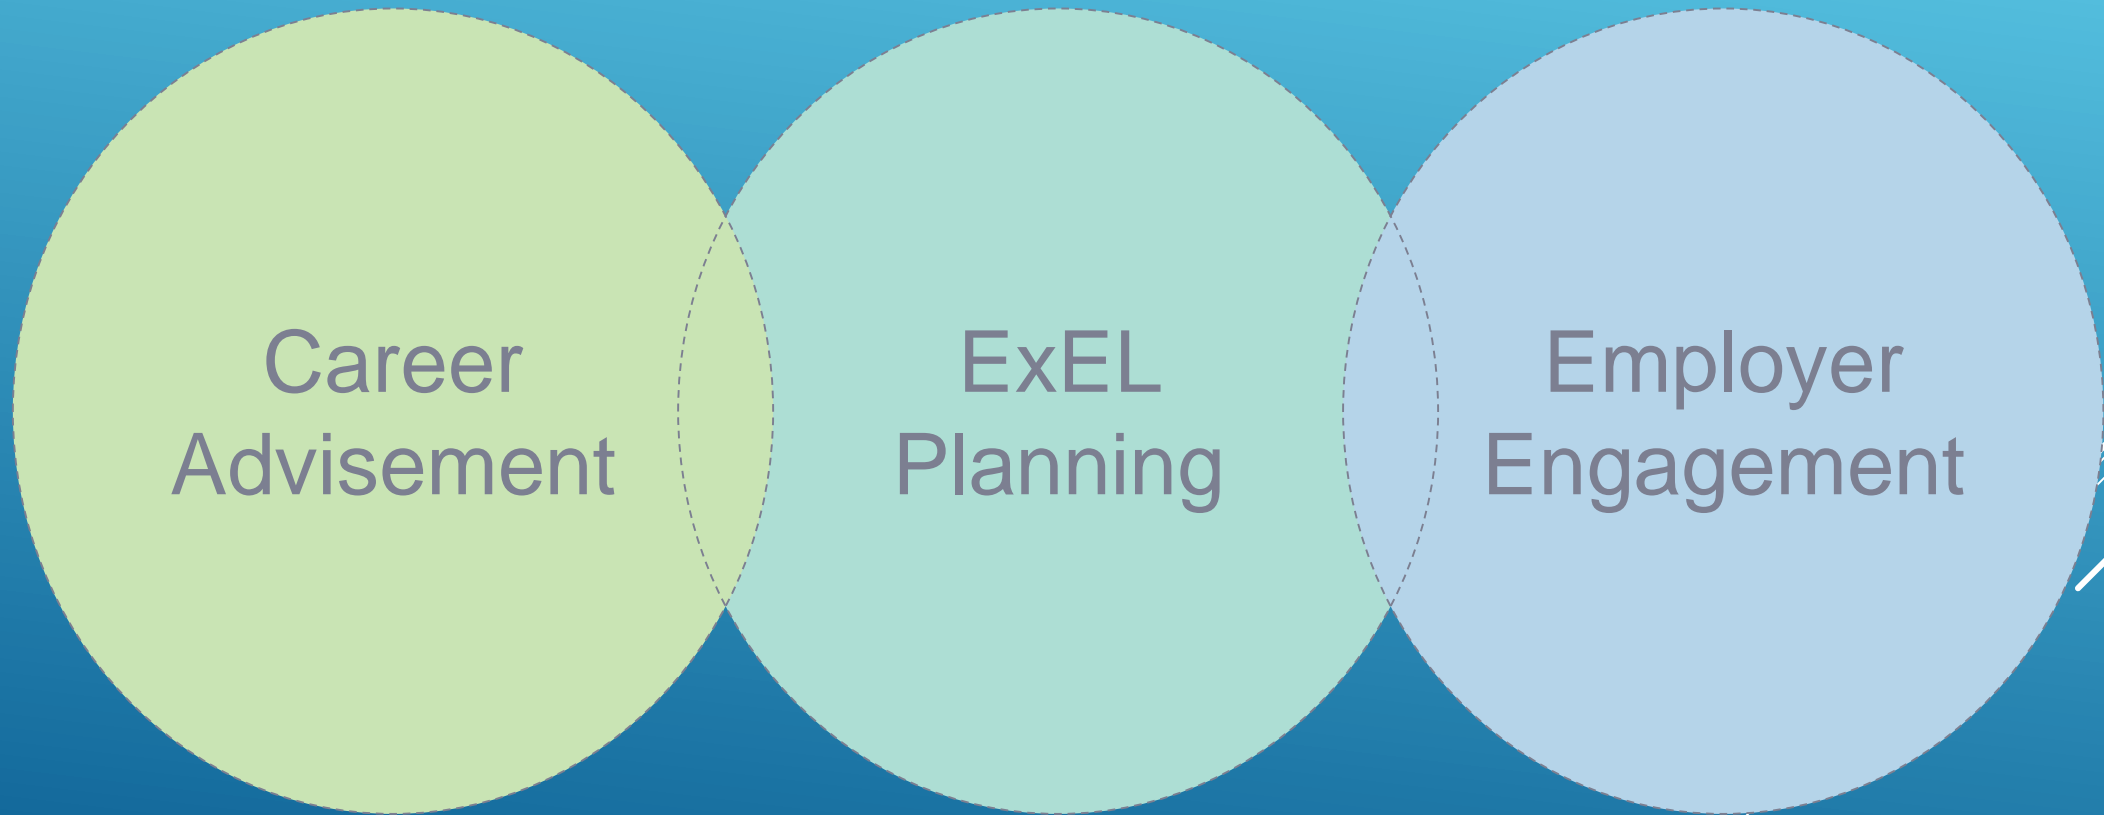 Career
Advisement
ExEL
Planning
Employer
Engagement